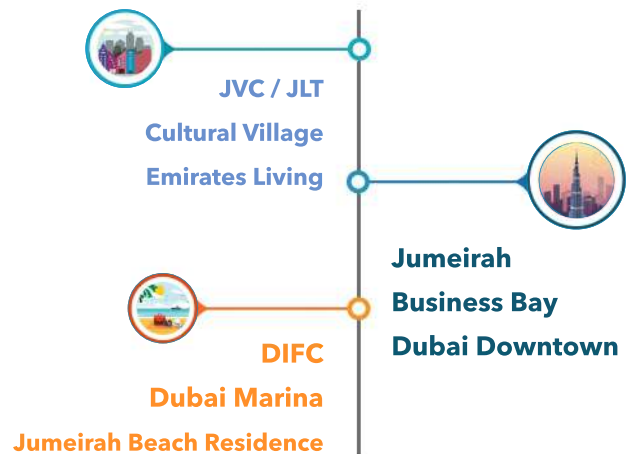 JVC / JLT
Cultural Village
Emirates Living
Jumeirah
Business Bay
Dubai Downtown
DIFC
Dubai Marina
Jumeirah Beach Residence